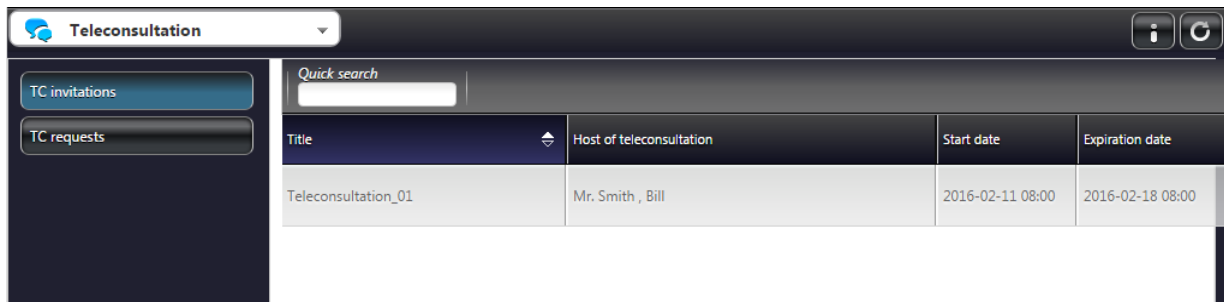 Teleconsultation
TC invitations
TC requests
Quick search
Title Host of teleconsultation Start date Expiration date
Teleconsultation_01 Mr. Smith , Bill 2016-02-11 08:00 2016-02-18 08:00